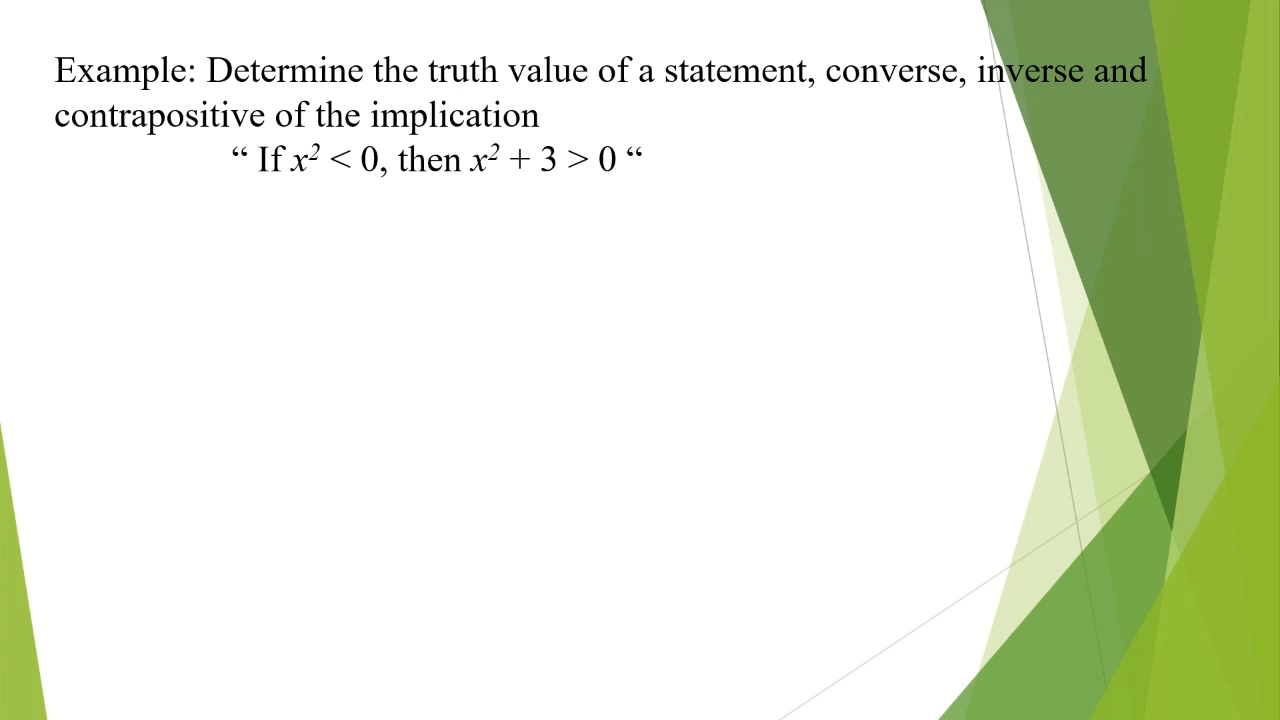 Example: Determine the truth value of a statement, converse, inverse and
contrapositive of the implication
“ If x² < 0, then x² + 3 > 0 “